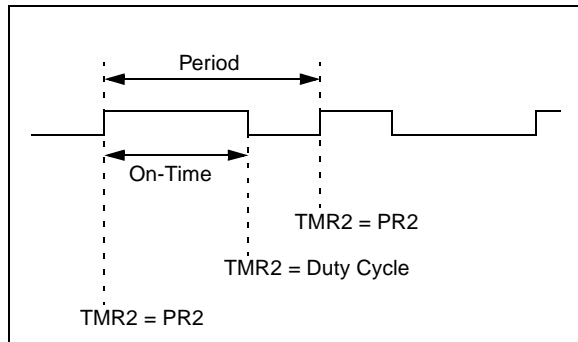 Period
On-Time
TMR2 = PR2
TMR2 = Duty Cycle
TMR2 = PR2